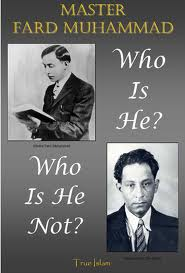 MASTER
FARD MUHAMMAD
Who
Is
He?
Who
Is He
Not?
True Islam